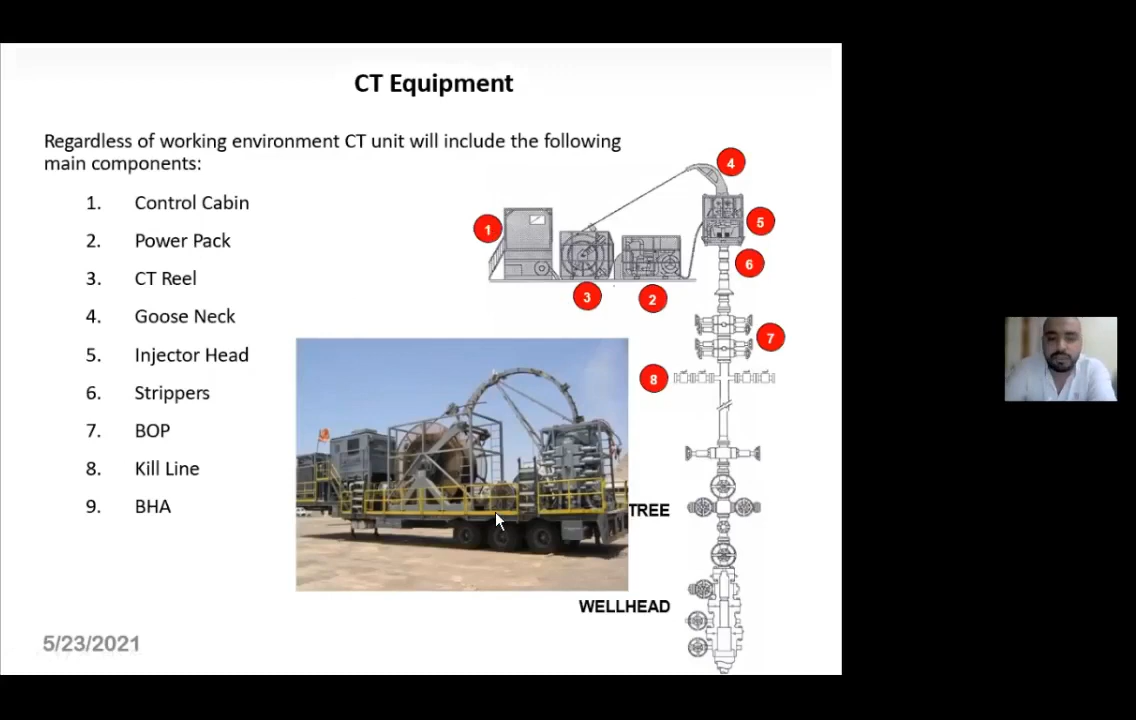 CT Equipment
Regardless of working environment CT unit will include the following
main components:
1. Control Cabin
2. Power Pack
3. CT Reel
4. Goose Neck
5. Injector Head
6. Strippers
7. BOP
8. Kill Line
9. BHA
4
1
5
6
3
2
7
8
TREE
WELLHEAD
5/23/2021